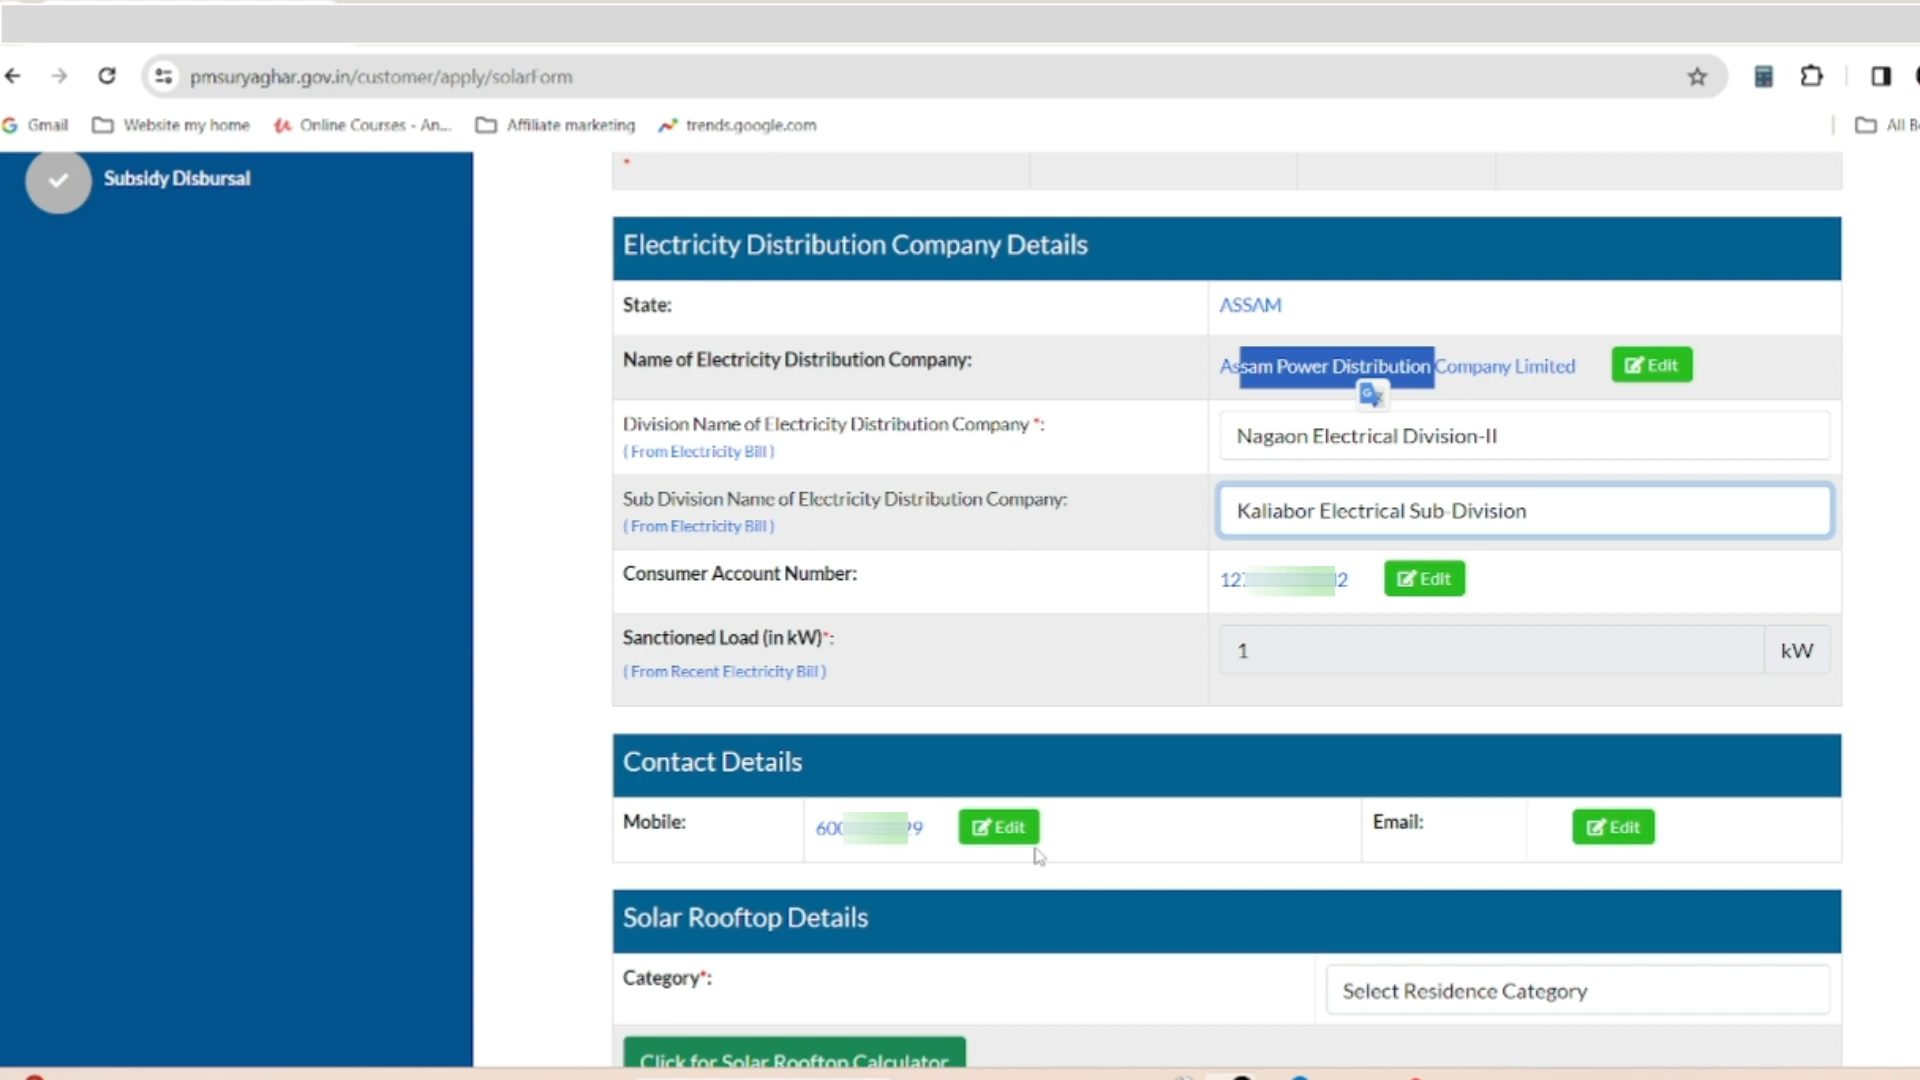 pmsuryaghar.gov.in/customer/apply/solarForm
Gmail Website my home Online Courses - An... Affiliate marketing trends.google.com All B
Subsidy Disbursal
*
Electricity Distribution Company Details
State: ASSAM
Name of Electricity Distribution Company: Assam Power Distribution Company Limited Edit
Division Name of Electricity Distribution Company *: Nagaon Electrical Division-II
( From Electricity Bill )
Sub Division Name of Electricity Distribution Company: Kaliabor Electrical Sub-Division
( From Electricity Bill )
Consumer Account Number: 12 2 Edit
Sanctioned Load (in kW)*: 1 kW
( From Recent Electricity Bill )
Contact Details
Mobile: 600 29 Edit Email: Edit
Solar Rooftop Details
Category*: Select Residence Category
Click for Solar Rooftop Calculator